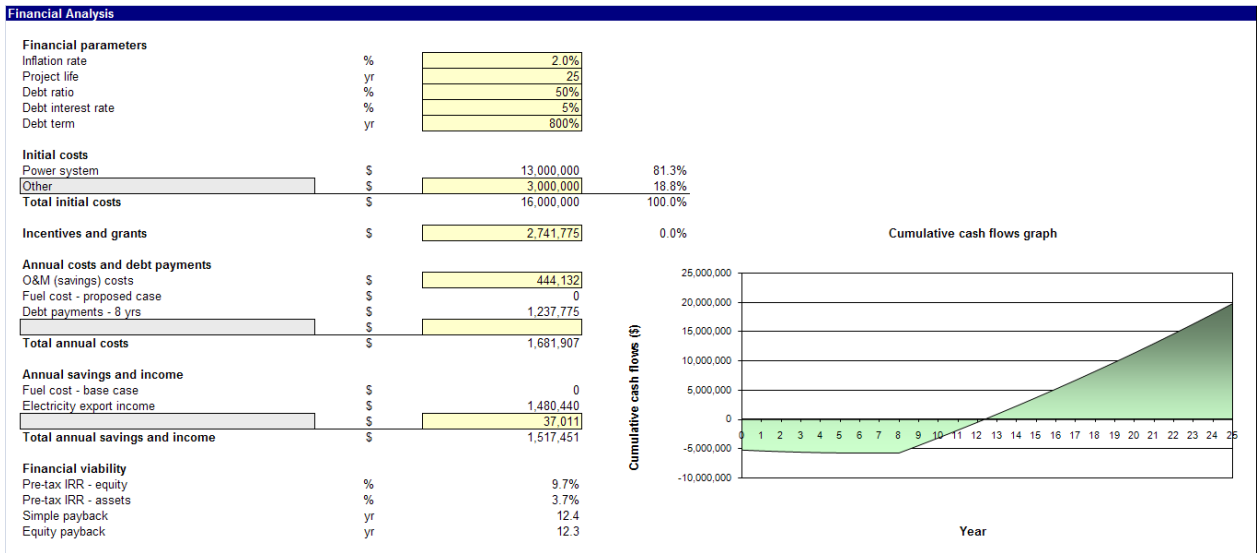 Financial Analysis
Financial parameters
Inflation rate % 2.0%
Project life yr 25
Debt ratio % 50%
Debt interest rate % 5%
Debt term yr 800%
Initial costs
Power system $ 13,000,000 81.3%
Other $ 3,000,000 18.8%
Total initial costs $ 16,000,000 100.0%
Incentives and grants $ 2,741,775 0.0%
Annual costs and debt payments
O&M (savings) costs $ 444,132
Fuel cost - proposed case $ 0
Debt payments - 8 yrs $ 1,237,775
$
Total annual costs $ 1,681,907
Annual savings and income
Fuel cost - base case $ 0
Electricity export income $ 1,480,440
$ 37,011
Total annual savings and income $ 1,517,451
Financial viability
Pre-tax IRR - equity % 9.7%
Pre-tax IRR - assets % 3.7%
Simple payback yr 12.4
Equity payback yr 12.3
Cumulative cash flows graph
Cumulative cash flows ($)
25,000,000
20,000,000
15,000,000
10,000,000
5,000,000
0
-5,000,000
-10,000,000
0 1 2 3 4 5 6 7 8 9 10 11 12 13 14 15 16 17 18 19 20 21 22 23 24 25
Year